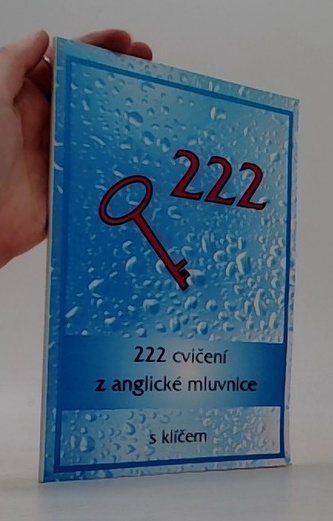 222
222 cvičení
z anglické mluvnice
s klíčem